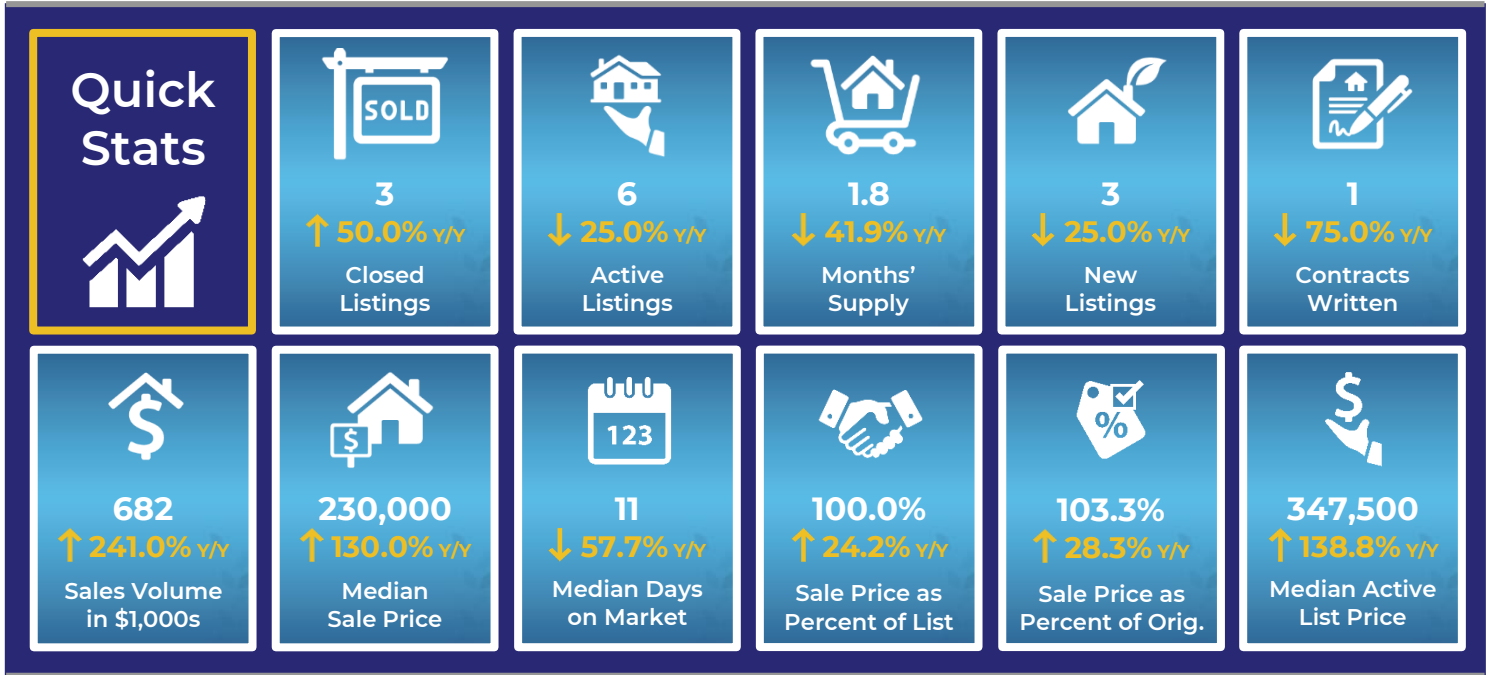 Quick
Stats
SOLD
3
↑ 50.0% Y/Y
Closed
Listings
6
↓ 25.0% Y/Y
Active
Listings
1.8
↓ 41.9% Y/Y
Months’
Supply
3
↓ 25.0% Y/Y
New
Listings
1
↓ 75.0% Y/Y
Contracts
Written
$
682
↑ 241.0% Y/Y
Sales Volume
in $1,000s
$
230,000
↑ 130.0% Y/Y
Median
Sale Price
123
11
↓ 57.7% Y/Y
Median Days
on Market
100.0%
↑ 24.2% Y/Y
Sale Price as
Percent of List
%
103.3%
↑ 28.3% Y/Y
Sale Price as
Percent of Orig.
$
347,500
↑ 138.8% Y/Y
Median Active
List Price